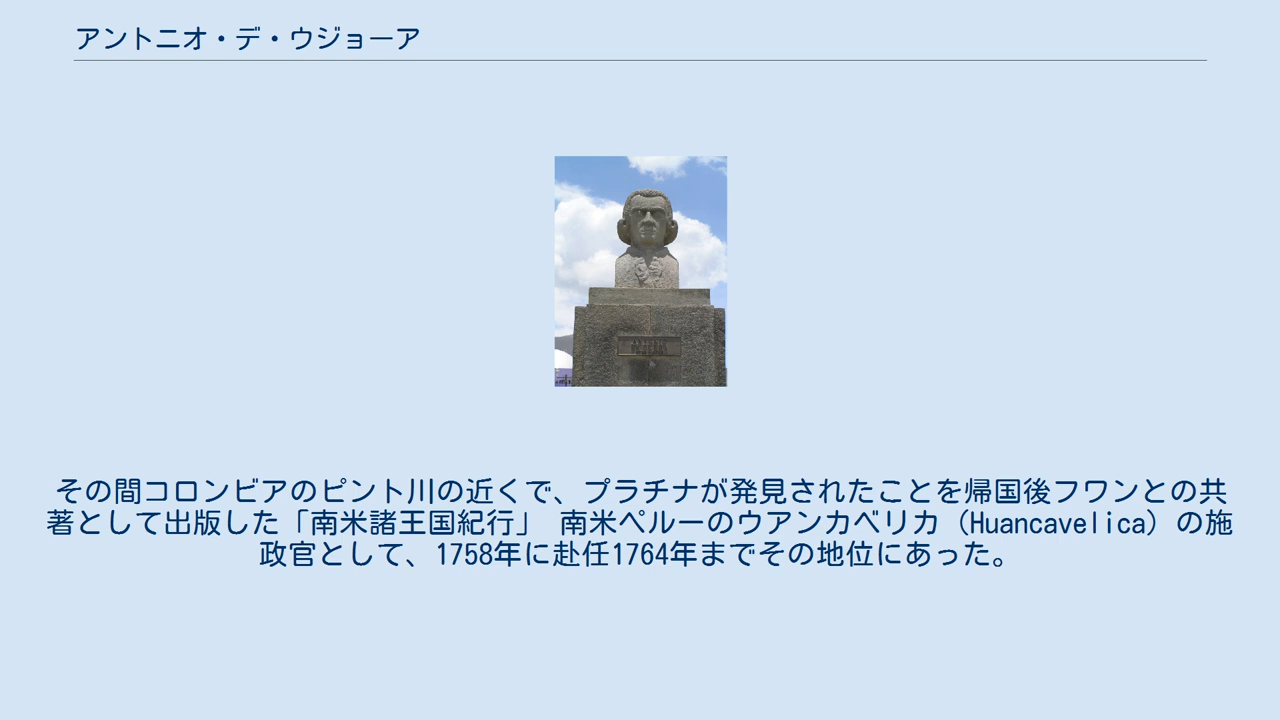 アントニオ・デ・ウジョーア
その間コロンビアのピント川の近くで、プラチナが発見されたことを帰国後フワンとの共
著として出版した「南米諸王国紀行」 南米ペルーのウアンカベリカ（Huancavelica）の施
政官として、1758年に赴任1764年までその地位にあった。